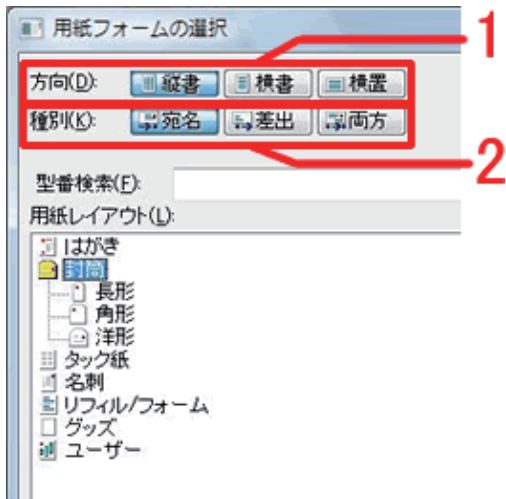 用紙フォームの選択
1
方向(D): 縦書 横書 横置
種別(K): 宛名 差出 両方
2
型番検索(F):
用紙レイアウト(L):
はがき
封筒
長形
角形
洋形
タック紙
名刺
リフィル/フォーム
グッズ
ユーザー